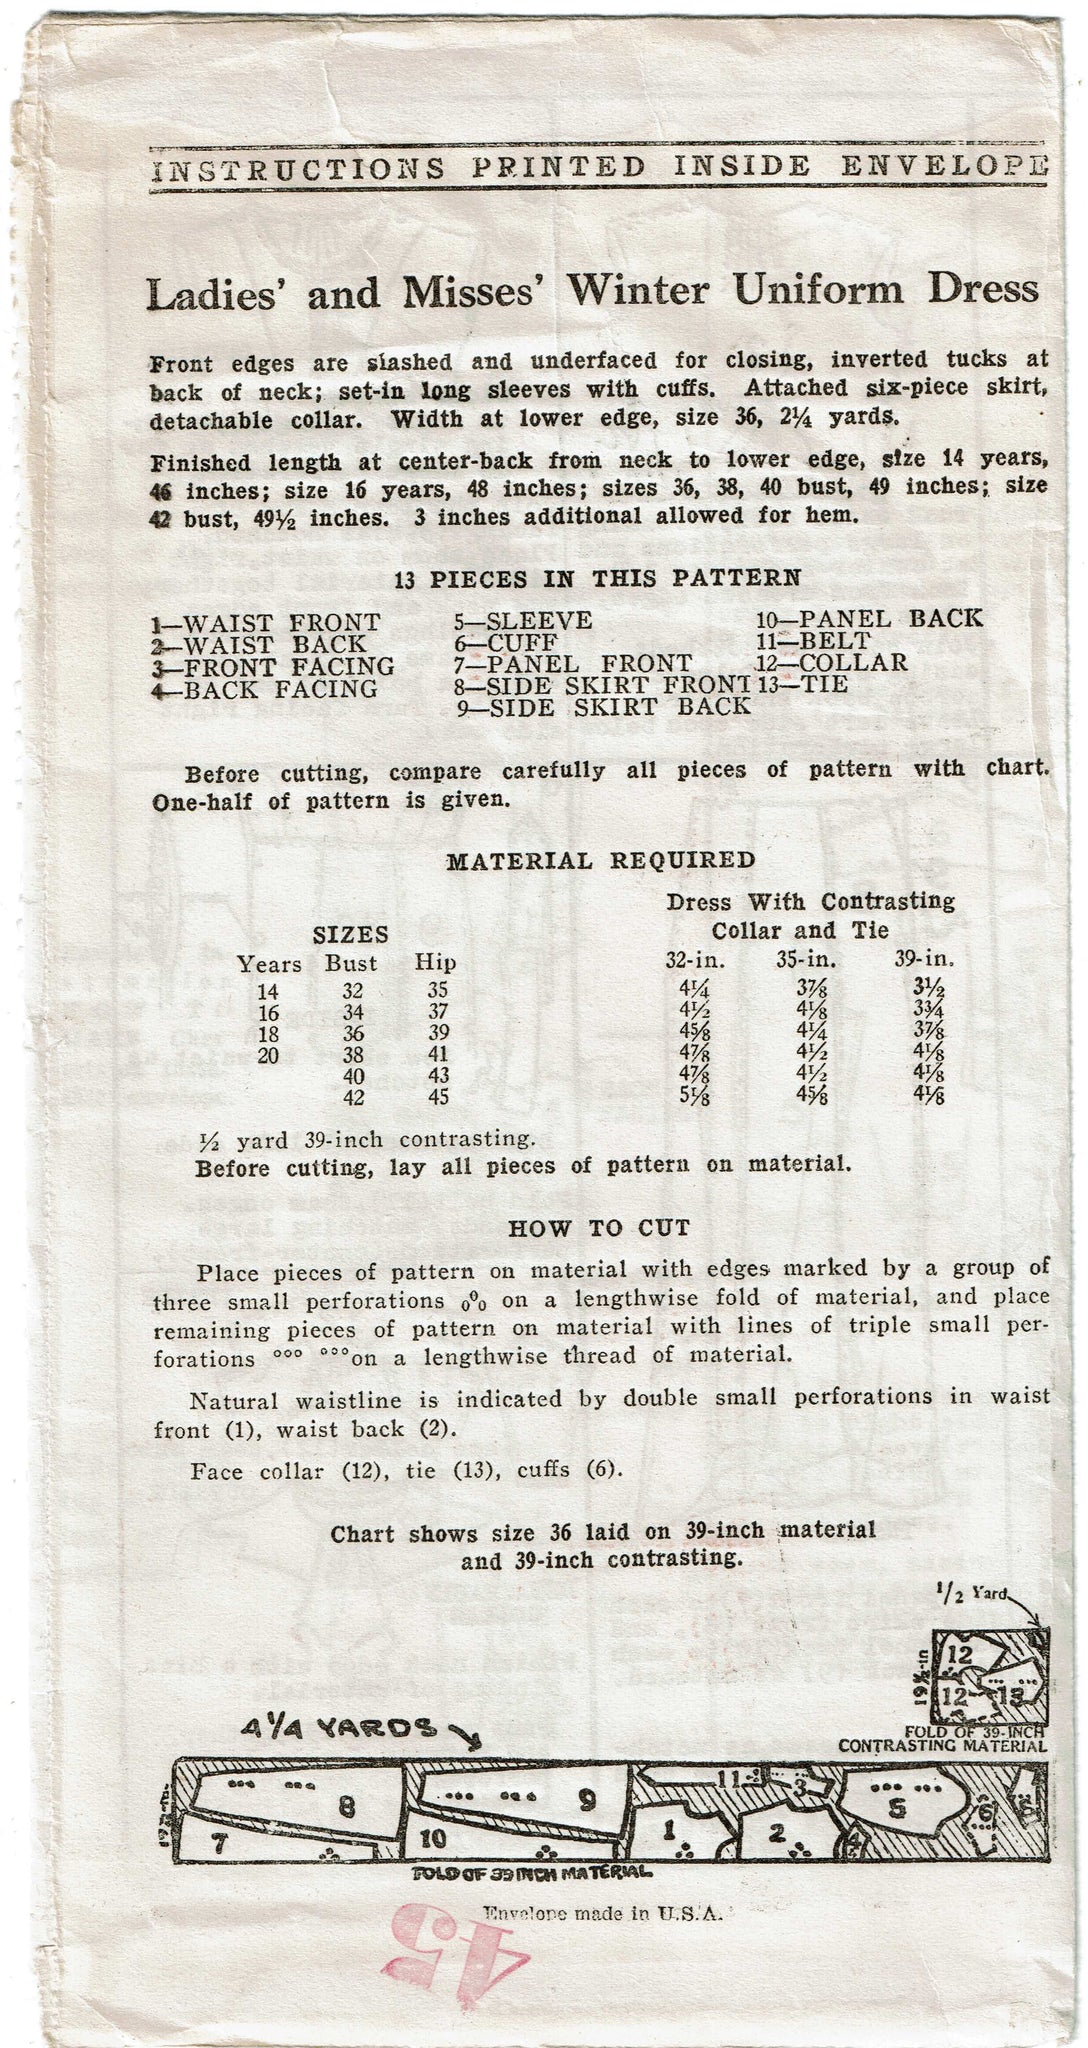 INSTRUCTIONS PRINTED INSIDE ENVELOPE
Ladies' and Misses' Winter Uniform Dress
Front edges are slashed and underfaced for closing, inverted tucks at
back of neck; set-in long sleeves with cuffs. Attached six-piece skirt,
detachable collar. Width at lower edge, size 36, 2¼ yards.
Finished length at center-back from neck to lower edge, size 14 years,
46 inches; size 16 years, 48 inches; sizes 36, 38, 40 bust, 49 inches; size
42 bust, 49½ inches. 3 inches additional allowed for hem.
13 PIECES IN THIS PATTERN
1—WAIST FRONT 5—SLEEVE 10—PANEL BACK
2—WAIST BACK 6—CUFF 11—BELT
3—FRONT FACING 7—PANEL FRONT 12—COLLAR
4—BACK FACING 8—SIDE SKIRT FRONT 13—TIE
9—SIDE SKIRT BACK
Before cutting, compare carefully all pieces of pattern with chart.
One-half of pattern is given.
MATERIAL REQUIRED
Dress With Contrasting
SIZES Collar and Tie
Years Bust Hip 32-in. 35-in. 39-in.
14 32 35 4¼ 3⅞ 3½
16 34 37 4½ 4⅛ 3¾
18 36 39 4⅝ 4¼ 3⅞
20 38 41 4⅞ 4½ 4⅛
40 43 4⅞ 4½ 4⅛
42 45 5⅛ 4⅝ 4⅛
½ yard 39-inch contrasting.
Before cutting, lay all pieces of pattern on material.
HOW TO CUT
Place pieces of pattern on material with edges marked by a group of
three small perforations on a lengthwise fold of material, and place
remaining pieces of pattern on material with lines of triple small per-
forations °°° °°° on a lengthwise thread of material.
Natural waistline is indicated by double small perforations in waist
front (1), waist back (2).
Face collar (12), tie (13), cuffs (6).
Chart shows size 36 laid on 39-inch material
and 39-inch contrasting.
1/2 Yard
19½-in
12
12 13
FOLD OF 39-INCH
CONTRASTING MATERIAL
4¼ YARDS
8 9 11 3 5 6
7 10 1 2 4
FOLD OF 39 INCH MATERIAL
Envelope made in U.S.A.
45